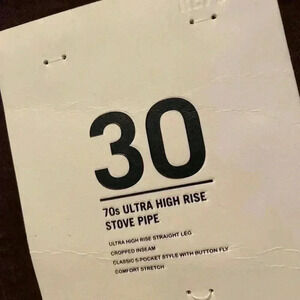 30
70s ULTRA HIGH RISE
STOVE PIPE
ULTRA HIGH RISE STRAIGHT LEG
CROPPED INSEAM
CLASSIC 5 POCKET STYLE WITH BUTTON FLY
COMFORT STRETCH